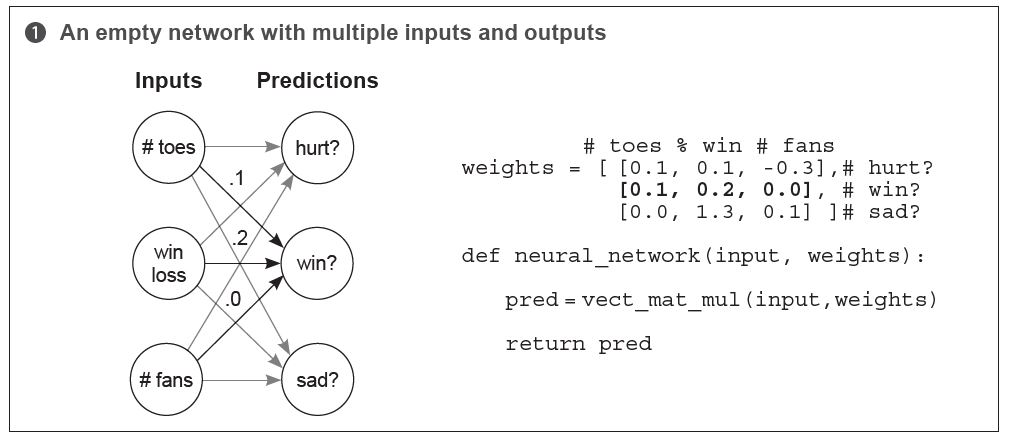 1 An empty network with multiple inputs and outputs
Inputs Predictions
# toes
hurt?
.1
win
loss
.2
win?
.0
# fans
sad?
# toes % win # fans
weights = [ [0.1, 0.1, -0.3],# hurt?
[0.1, 0.2, 0.0], # win?
[0.0, 1.3, 0.1] ]# sad?
def neural_network(input, weights):
pred = vect_mat_mul(input,weights)
return pred